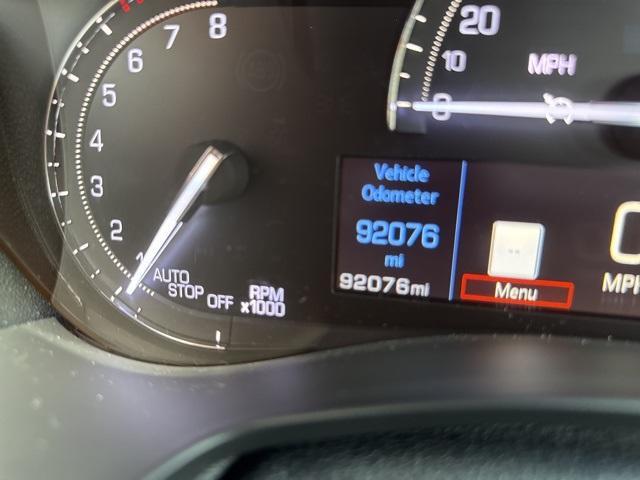 8
7
6
5
4
3
2
1
AUTO
STOP
OFF
RPM
x1000
20
10
0
MPH
Vehicle
Odometer
92076
mi
92076mi
Menu
0
MPH